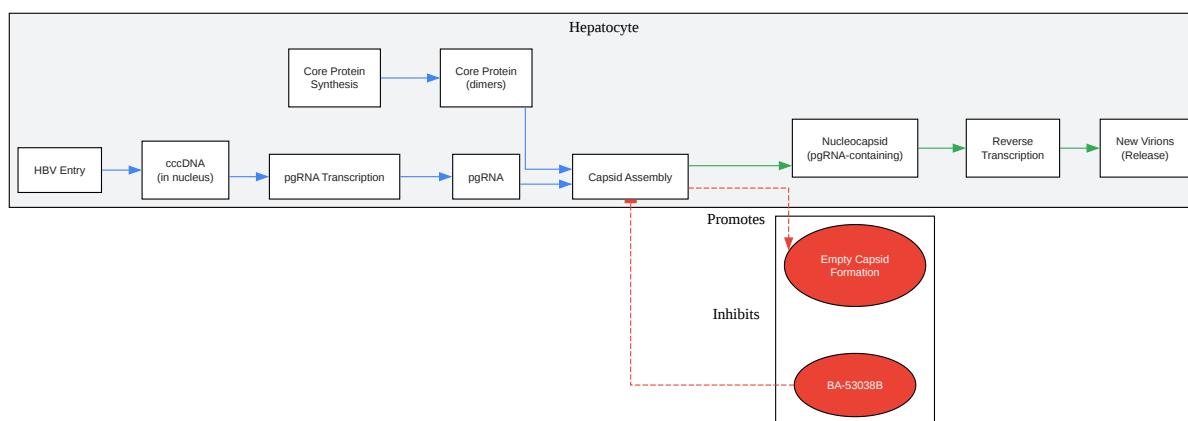 Hepatocyte
Core Protein
Synthesis
Core Protein
(dimers)
HBV Entry
cccDNA
(in nucleus)
pgRNA Transcription
pgRNA
Capsid Assembly
Nucleocapsid
(pgRNA-containing)
Reverse
Transcription
New Virions
(Release)
Promotes
Empty Capsid
Formation
Inhibits
BA-53038B